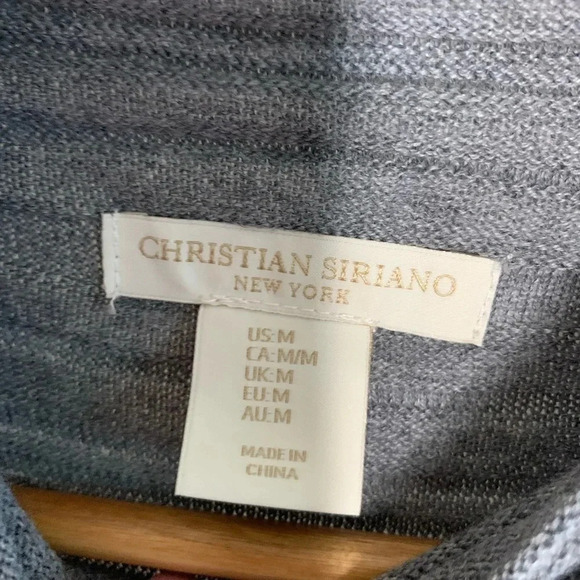 CHRISTIAN SIRIANO
NEW YORK
US:M
CA:M/M
UK:M
EU:M
AU:M
MADE IN
CHINA